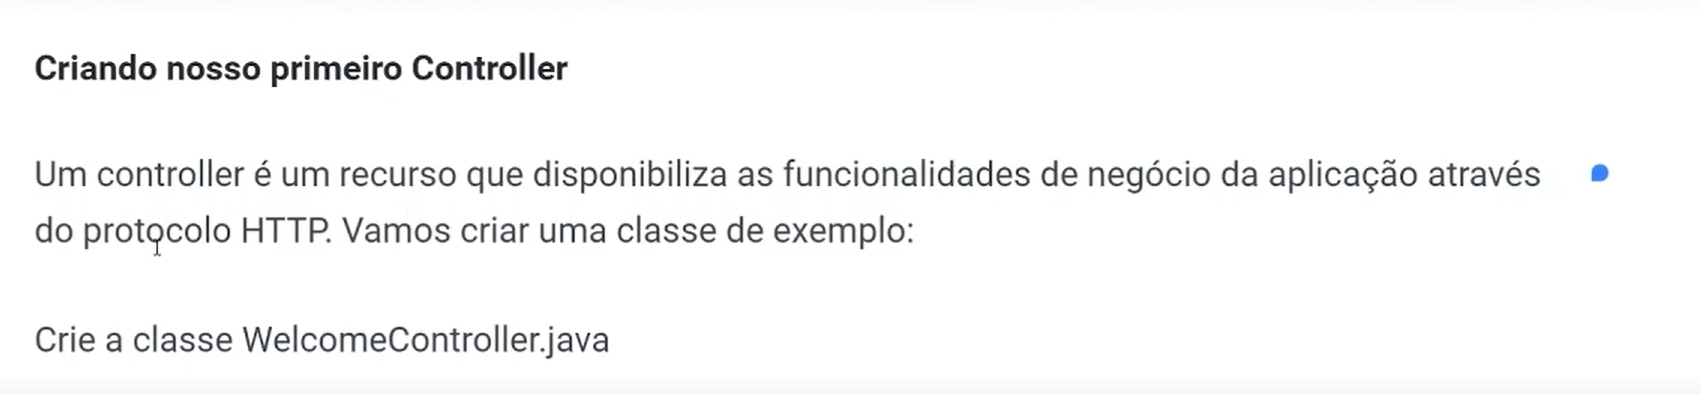 Criando nosso primeiro Controller
Um controller é um recurso que disponibiliza as funcionalidades de negócio da aplicação através
do protocolo HTTP. Vamos criar uma classe de exemplo:
Crie a classe WelcomeController.java